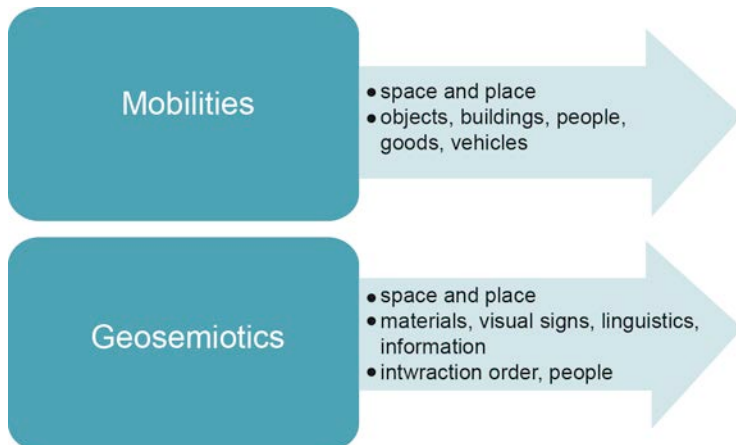 Mobilities
• space and place
• objects, buildings, people,
goods, vehicles
Geosemiotics
• space and place
• materials, visual signs, linguistics,
information
• intwraction order, people